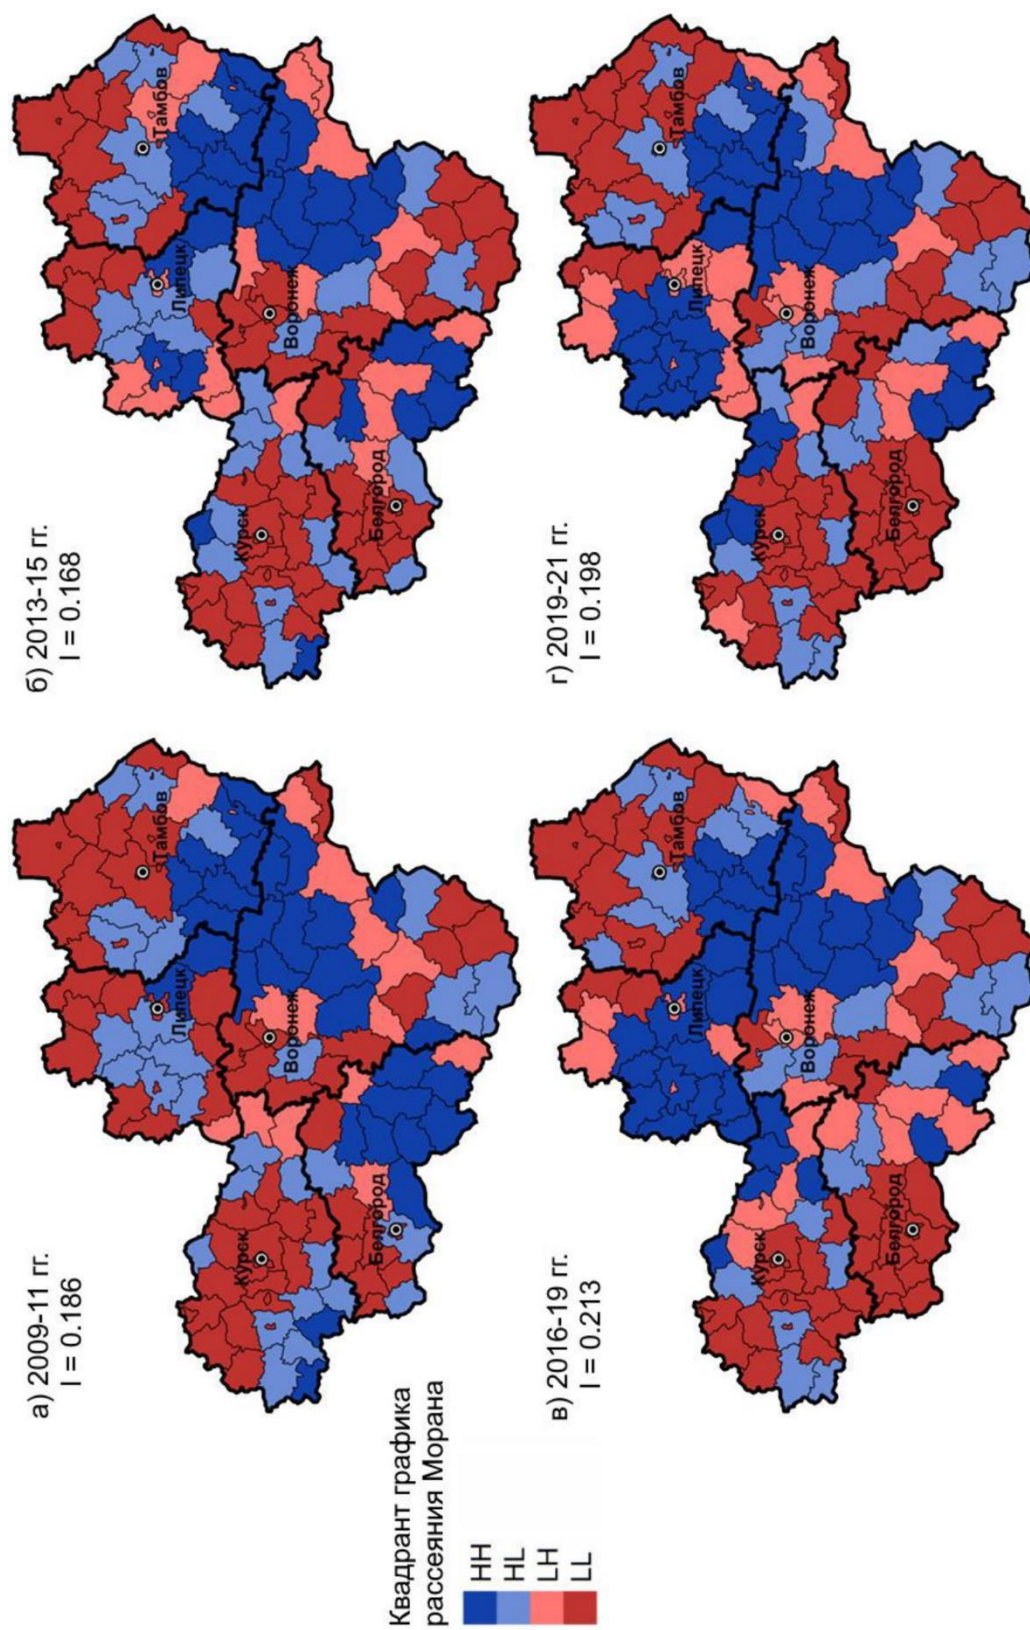 Квадрант графика
рассеяния Морана
HH
HL
LH
LL
а) 2009-11 гг.
I = 0.186
Курск
Белгород
Воронеж
Липецк
Тамбов
б) 2013-15 гг.
I = 0.168
Курск
Белгород
Воронеж
Липецк
Тамбов
в) 2016-19 гг.
I = 0.213
Курск
Белгород
Воронеж
Липецк
Тамбов
г) 2019-21 гг.
I = 0.198
Курск
Белгород
Воронеж
Липецк
Тамбов